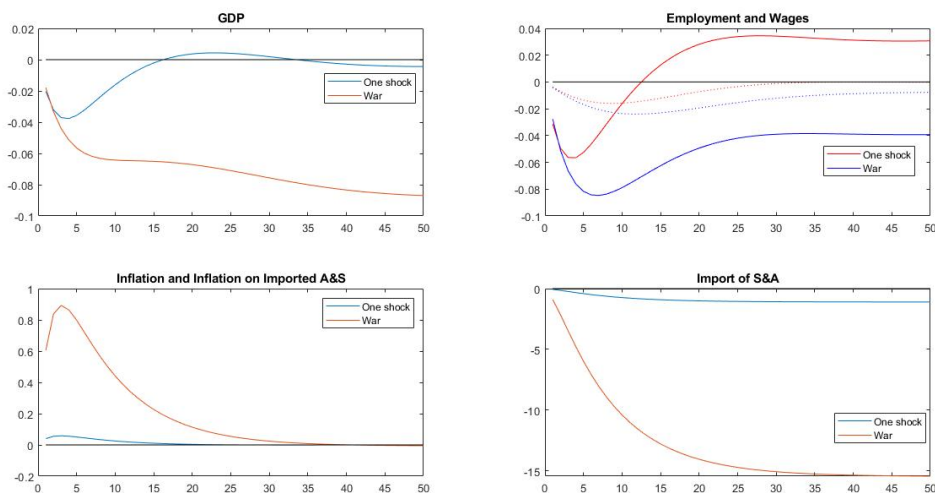 GDP
0.02
0
-0.02
-0.04
-0.06
-0.08
-0.1
0 5 10 15 20 25 30 35 40 45 50
One shock
War
Employment and Wages
0.04
0.02
0
-0.02
-0.04
-0.06
-0.08
-0.1
0 5 10 15 20 25 30 35 40 45 50
One shock
War
Inflation and Inflation on Imported A&S
1
0.8
0.6
0.4
0.2
0
-0.2
0 5 10 15 20 25 30 35 40 45 50
One shock
War
Import of S&A
0
-5
-10
-15
0 5 10 15 20 25 30 35 40 45 50
One shock
War